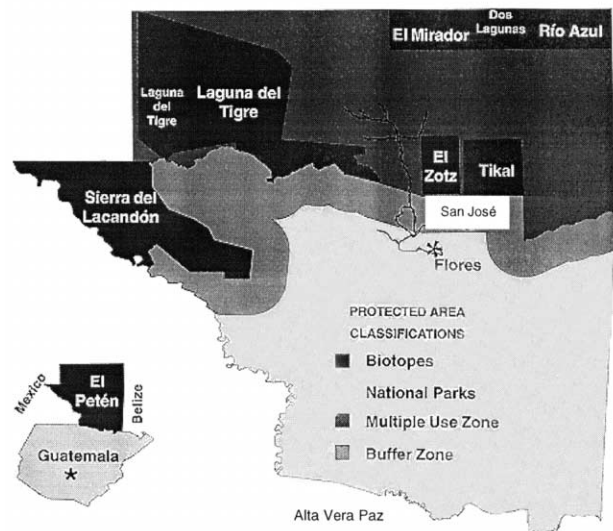 El Mirador
Dos
Lagunas
Río Azul
Laguna
del
Tigre
Laguna del
Tigre
El
Zotz
Tikal
Sierra del
Lacandón
San José
Flores
PROTECTED AREA
CLASSIFICATIONS
Biotopes
National Parks
Multiple Use Zone
Buffer Zone
Mexico
El
Petén
Belize
Guatemala
Alta Vera Paz